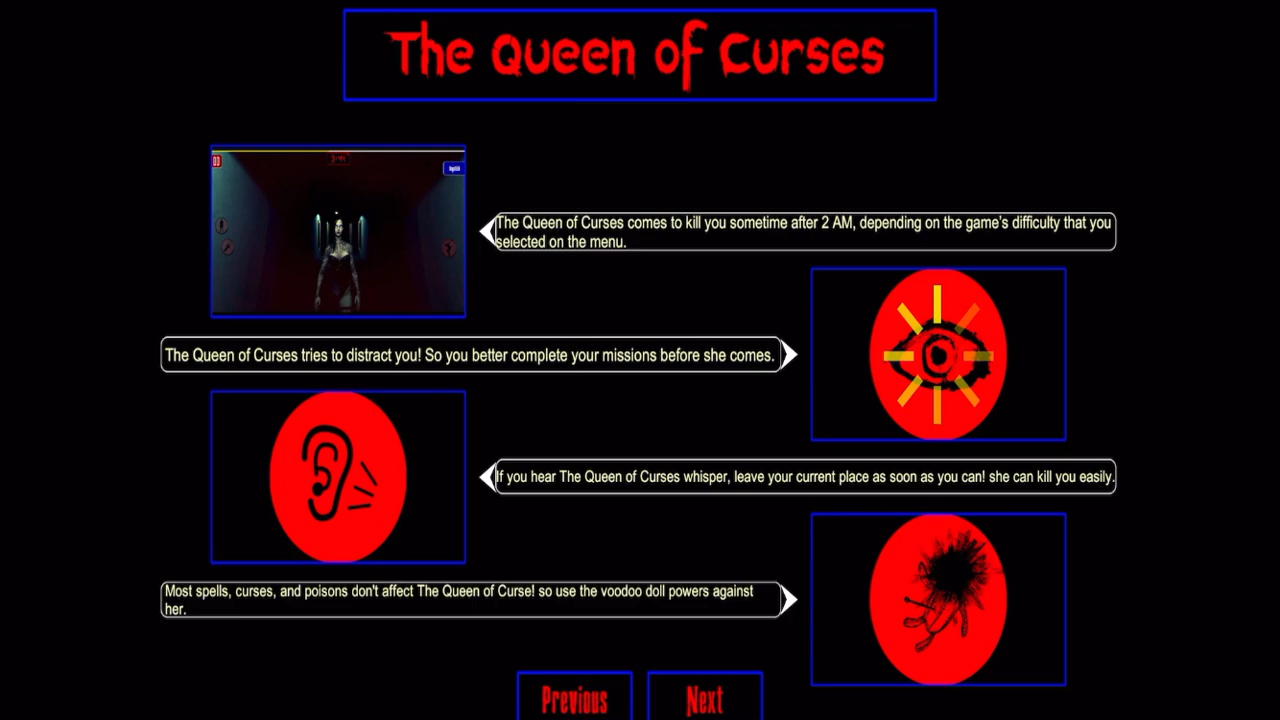 The Queen of Curses
The Queen of Curses comes to kill you sometime after 2 AM, depending on the game's difficulty that you
selected on the menu.
The Queen of Curses tries to distract you! So you better complete your missions before she comes.
If you hear The Queen of Curses whisper, leave your current place as soon as you can! she can kill you easily.
Most spells, curses, and poisons don't affect The Queen of Curse! so use the voodoo doll powers against
her.
Previous
Next